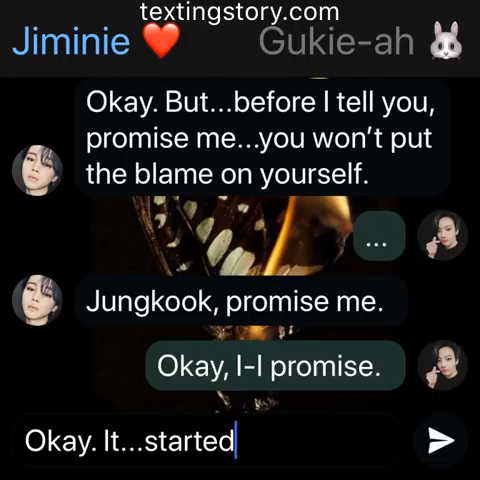 textingstory.com
Jiminie ❤️ Gukie-ah 🐰
Okay. But...before I tell you,
promise me...you won't put
the blame on yourself.
...
Jungkook, promise me.
Okay, I-I promise.
Okay. It...started